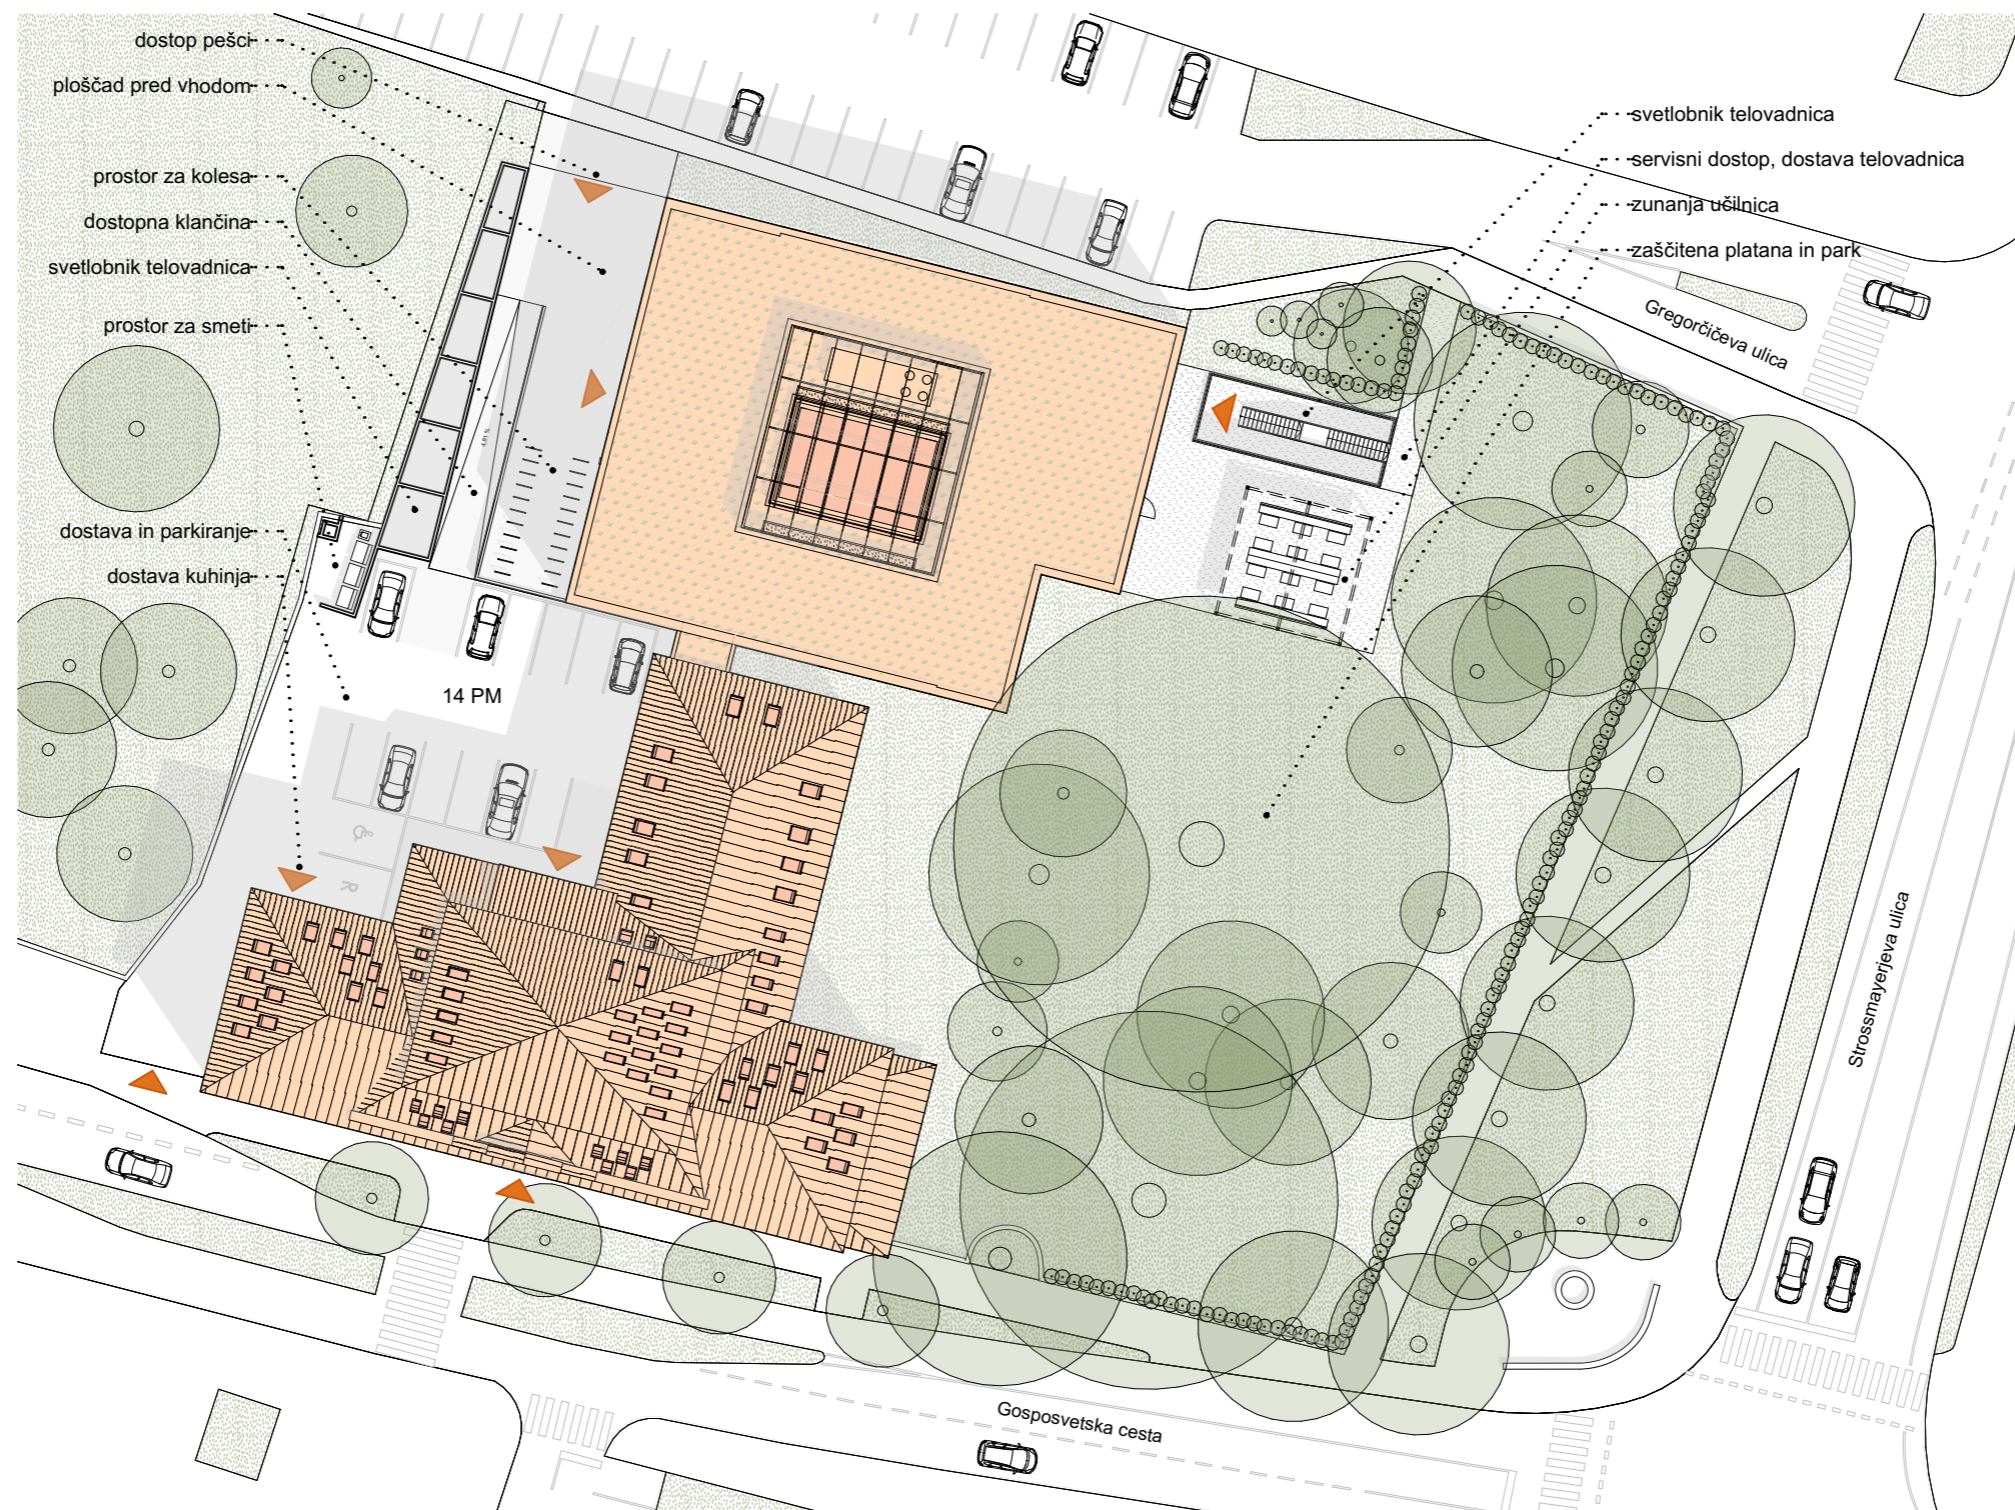 dostop pešci
ploščad pred vhodom
prostor za kolesa
dostopna klančina
svetlobnik telovadnica
prostor za smeti
dostava in parkiranje
dostava kuhinja
svetlobnik telovadnica
servisni dostop, dostava telovadnica
zunanja učilnica
zaščitena platana in park
Gregorčičeva ulica
14 PM
R
Strossmayerjeva ulica
Gosposvetska cesta